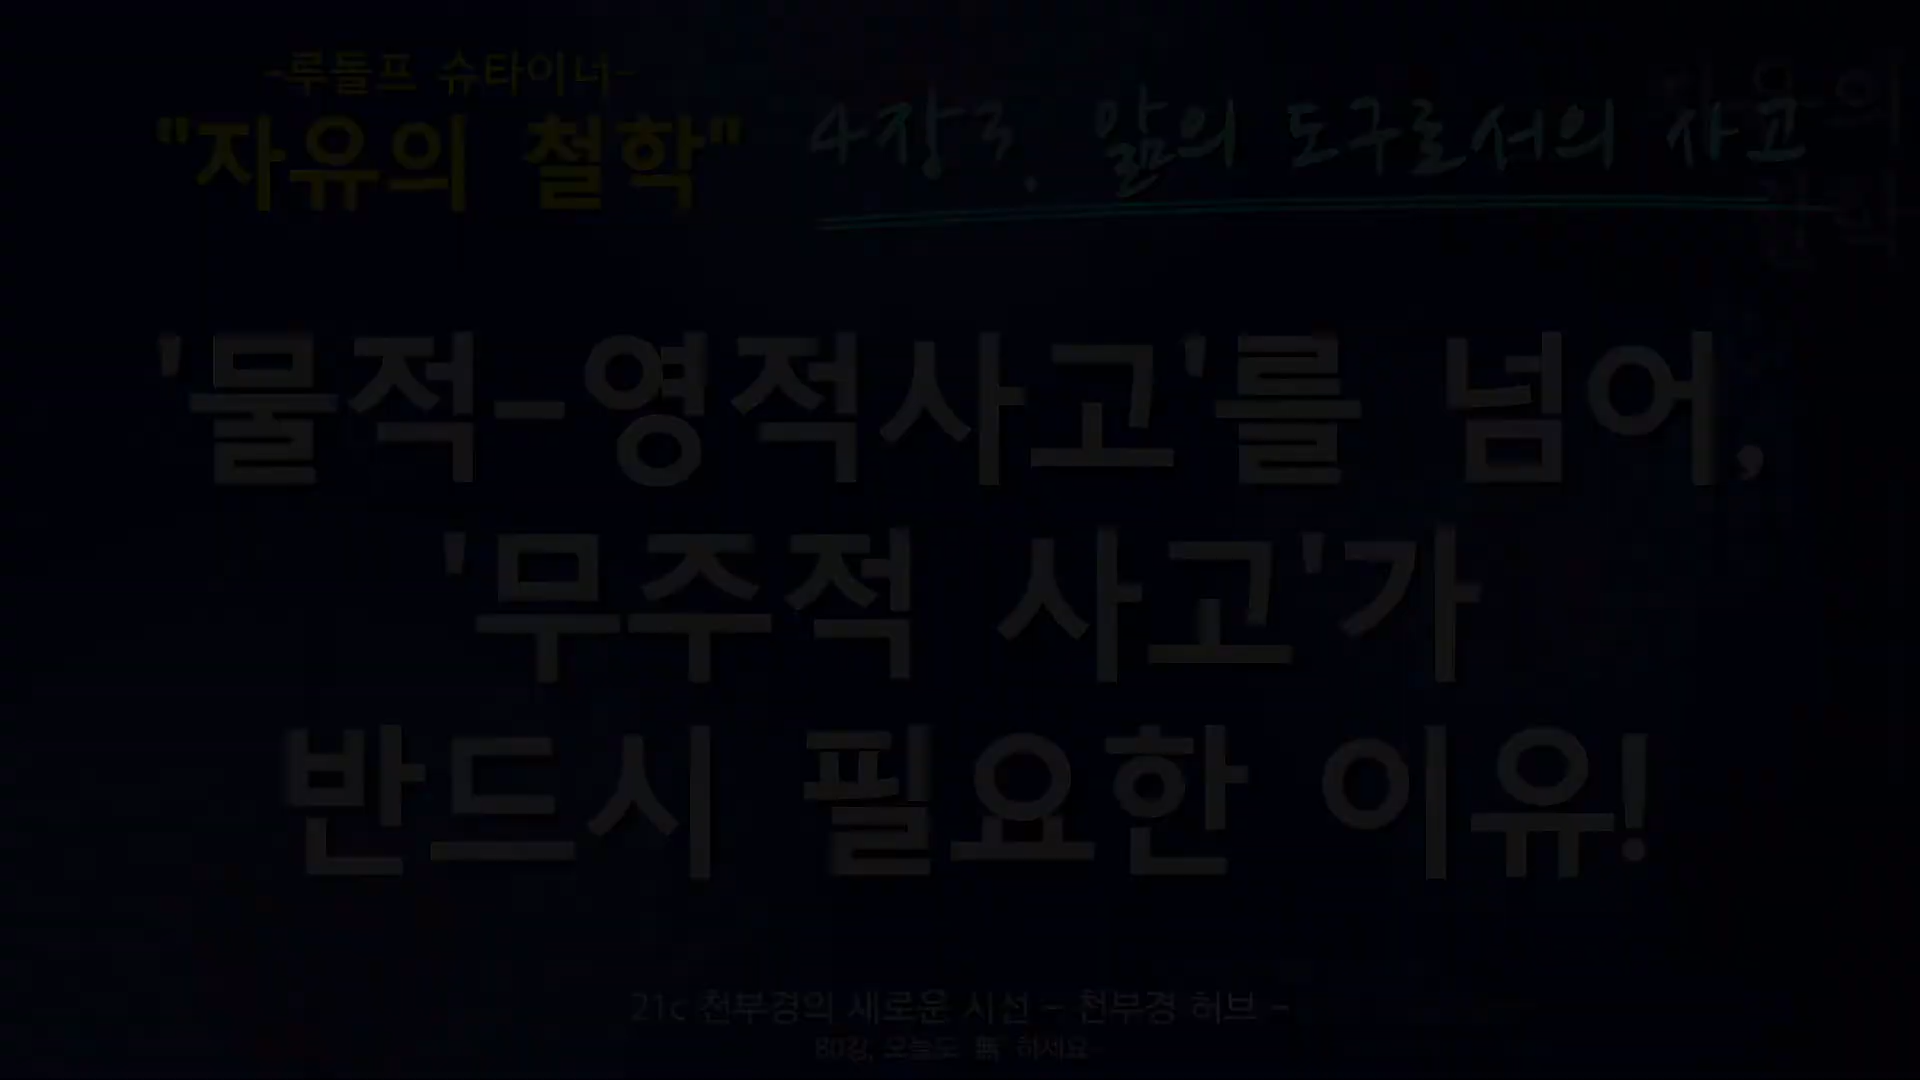 -루돌프 슈타이너-
"자유의 철학"
4장 3. 앎의 도구로서의 사고
'물적-영적사고'를 넘어,
'무주적 사고'가
반드시 필요한 이유!
21c 천부경의 새로운 시선 - 천부경 허브 -
80강, 오늘도 無 하세요